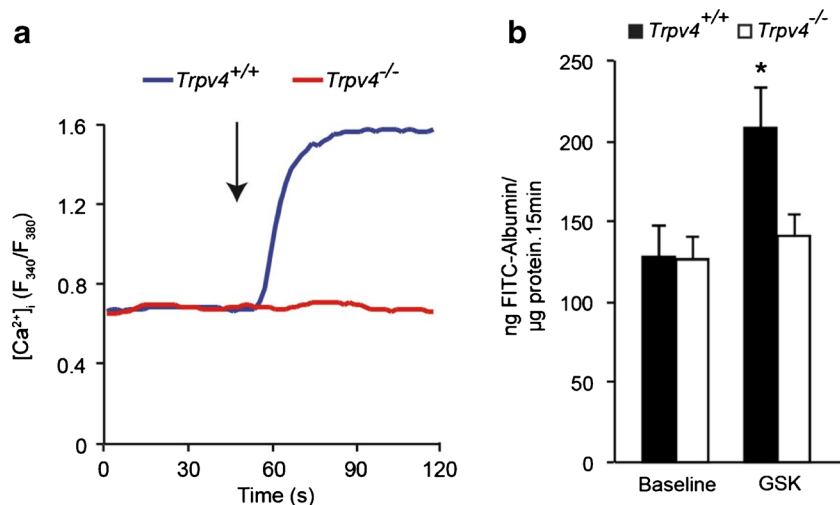 a
Trpv4+/+ Trpv4-/-
[Ca2+]i (F340/F380)
1.6
1.2
0.8
0.4
0
0 30 60 90 120
Time (s)
b
Trpv4+/+ Trpv4-/-
ng FITC-Albumin/
µg protein.15min
250
200
150
100
50
0
*
Baseline GSK